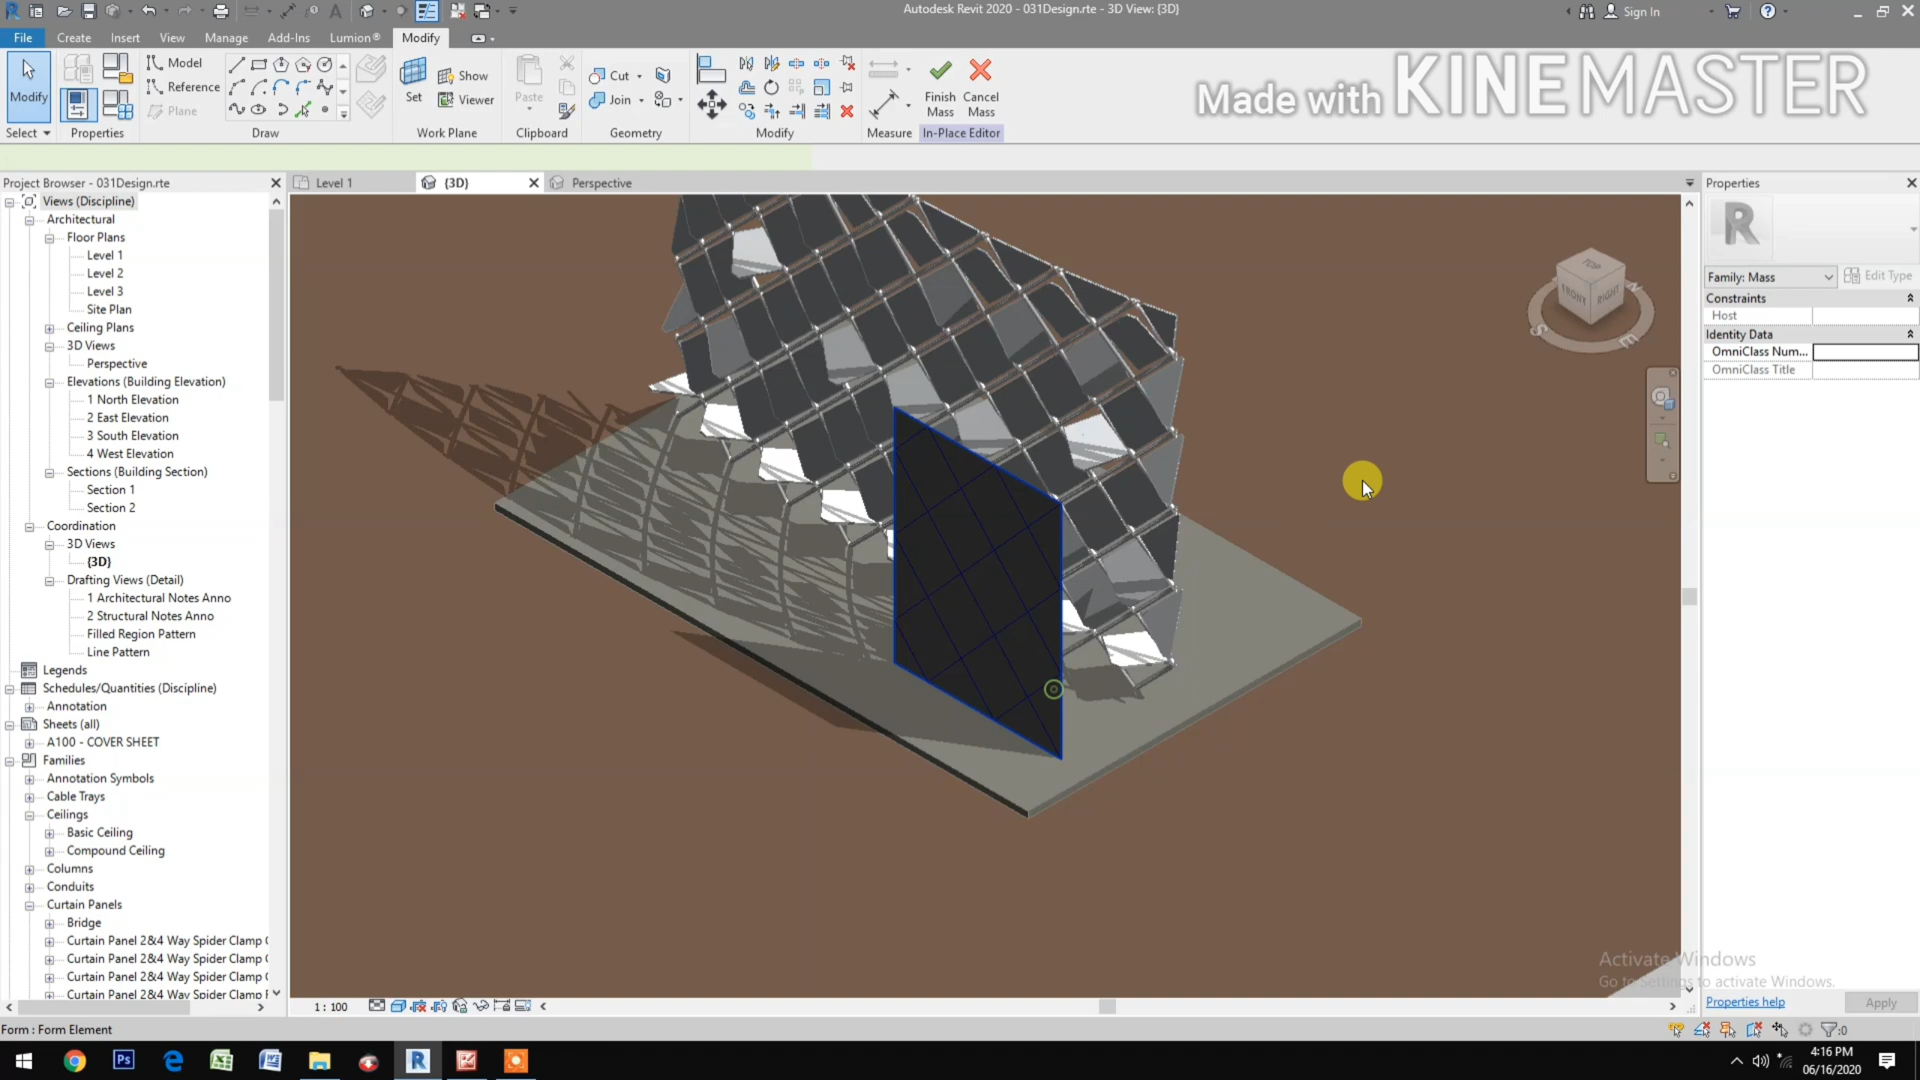 Autodesk Revit 2020 - 031Design.rte - 3D View: {3D}
Sign In
File
Create
Insert
View
Manage
Add-Ins
Lumion®
Modify
Modify
Model
Reference
Plane
Set
Show
Viewer
Paste
Cut
Join
Finish
Mass
Cancel
Mass
Made with KINEMASTER
Select
Properties
Draw
Work Plane
Clipboard
Geometry
Modify
Measure
In-Place Editor
Project Browser - 031Design.rte
Level 1
{3D}
Perspective
Properties
Views (Discipline)
Architectural
Floor Plans
Level 1
Level 2
Level 3
Site Plan
Ceiling Plans
3D Views
Perspective
Elevations (Building Elevation)
1 North Elevation
2 East Elevation
3 South Elevation
4 West Elevation
Sections (Building Section)
Section 1
Section 2
Coordination
3D Views
{3D}
Drafting Views (Detail)
1 Architectural Notes Anno
2 Structural Notes Anno
Filled Region Pattern
Line Pattern
Legends
Schedules/Quantities (Discipline)
Annotation
Sheets (all)
A100 - COVER SHEET
Families
Annotation Symbols
Cable Trays
Ceilings
Basic Ceiling
Compound Ceiling
Columns
Conduits
Curtain Panels
Bridge
Curtain Panel 2&4 Way Spider Clamp
Curtain Panel 2&4 Way Spider Clamp
Curtain Panel 2&4 Way Spider Clamp
Curtain Panel 2&4 Way Spider Clamp
TOP
FRONT
RIGHT
S
E
R
Family: Mass
Edit Type
Constraints
Host
Identity Data
OmniClass Num...
OmniClass Title
Activate Windows
Go to Settings to activate Windows.
Properties help
Apply
1 : 100
Form : Form Element
:0
4:16 PM
06/16/2020